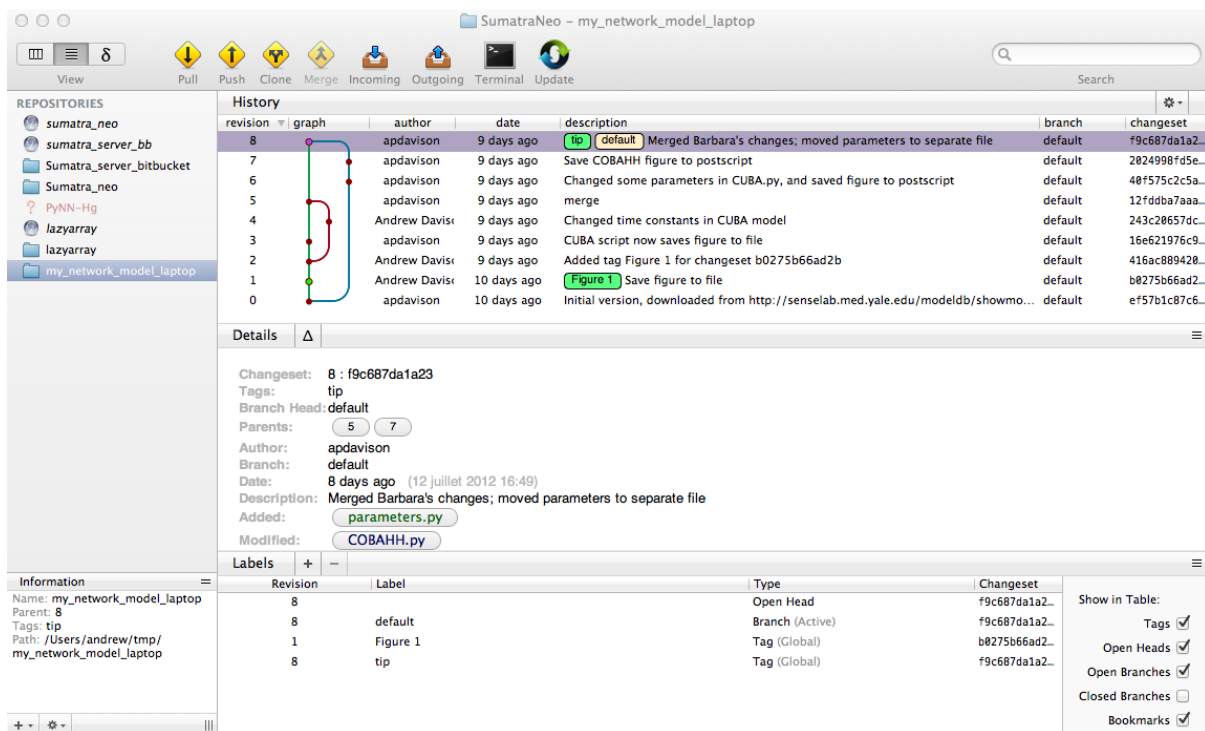 SumatraNeo – my_network_model_laptop
δ
View Pull Push Clone Merge Incoming Outgoing Terminal Update Search
REPOSITORIES
sumatra_neo
sumatra_server_bb
Sumatra_server_bitbucket
Sumatra_neo
? PyNN-Hg
lazyarray
lazyarray
my_network_model_laptop
History
revision graph author date description branch changeset
8 apdavison 9 days ago tip default Merged Barbara's changes; moved parameters to separate file default f9c687da1a2...
7 apdavison 9 days ago Save COBAHH figure to postscript default 2024998fd5e...
6 apdavison 9 days ago Changed some parameters in CUBA.py, and saved figure to postscript default 40f575c2c5a...
5 apdavison 9 days ago merge default 12fddba7aaa...
4 Andrew Davisc 9 days ago Changed time constants in CUBA model default 243c20657dc...
3 apdavison 9 days ago CUBA script now saves figure to file default 16e621976c9...
2 Andrew Davisc 9 days ago Added tag Figure 1 for changeset b0275b66ad2b default 416ac889420...
1 Andrew Davisc 10 days ago Figure 1 Save figure to file default b0275b66ad2...
0 apdavison 10 days ago Initial version, downloaded from http://senselab.med.yale.edu/modeldb/showmo... default ef57b1c87c6...
Details Δ
Changeset: 8 : f9c687da1a23
Tags: tip
Branch Head: default
Parents: 5 7
Author: apdavison
Branch: default
Date: 8 days ago (12 juillet 2012 16:49)
Description: Merged Barbara's changes; moved parameters to separate file
Added: parameters.py
Modified: COBAHH.py
Labels + −
Revision Label Type Changeset
8 Open Head f9c687da1a2...
8 default Branch (Active) f9c687da1a2...
1 Figure 1 Tag (Global) b0275b66ad2...
8 tip Tag (Global) f9c687da1a2...
Show in Table:
Tags
Open Heads
Open Branches
Closed Branches
Bookmarks
Information
Name: my_network_model_laptop
Parent: 8
Tags: tip
Path: /Users/andrew/tmp/
my_network_model_laptop